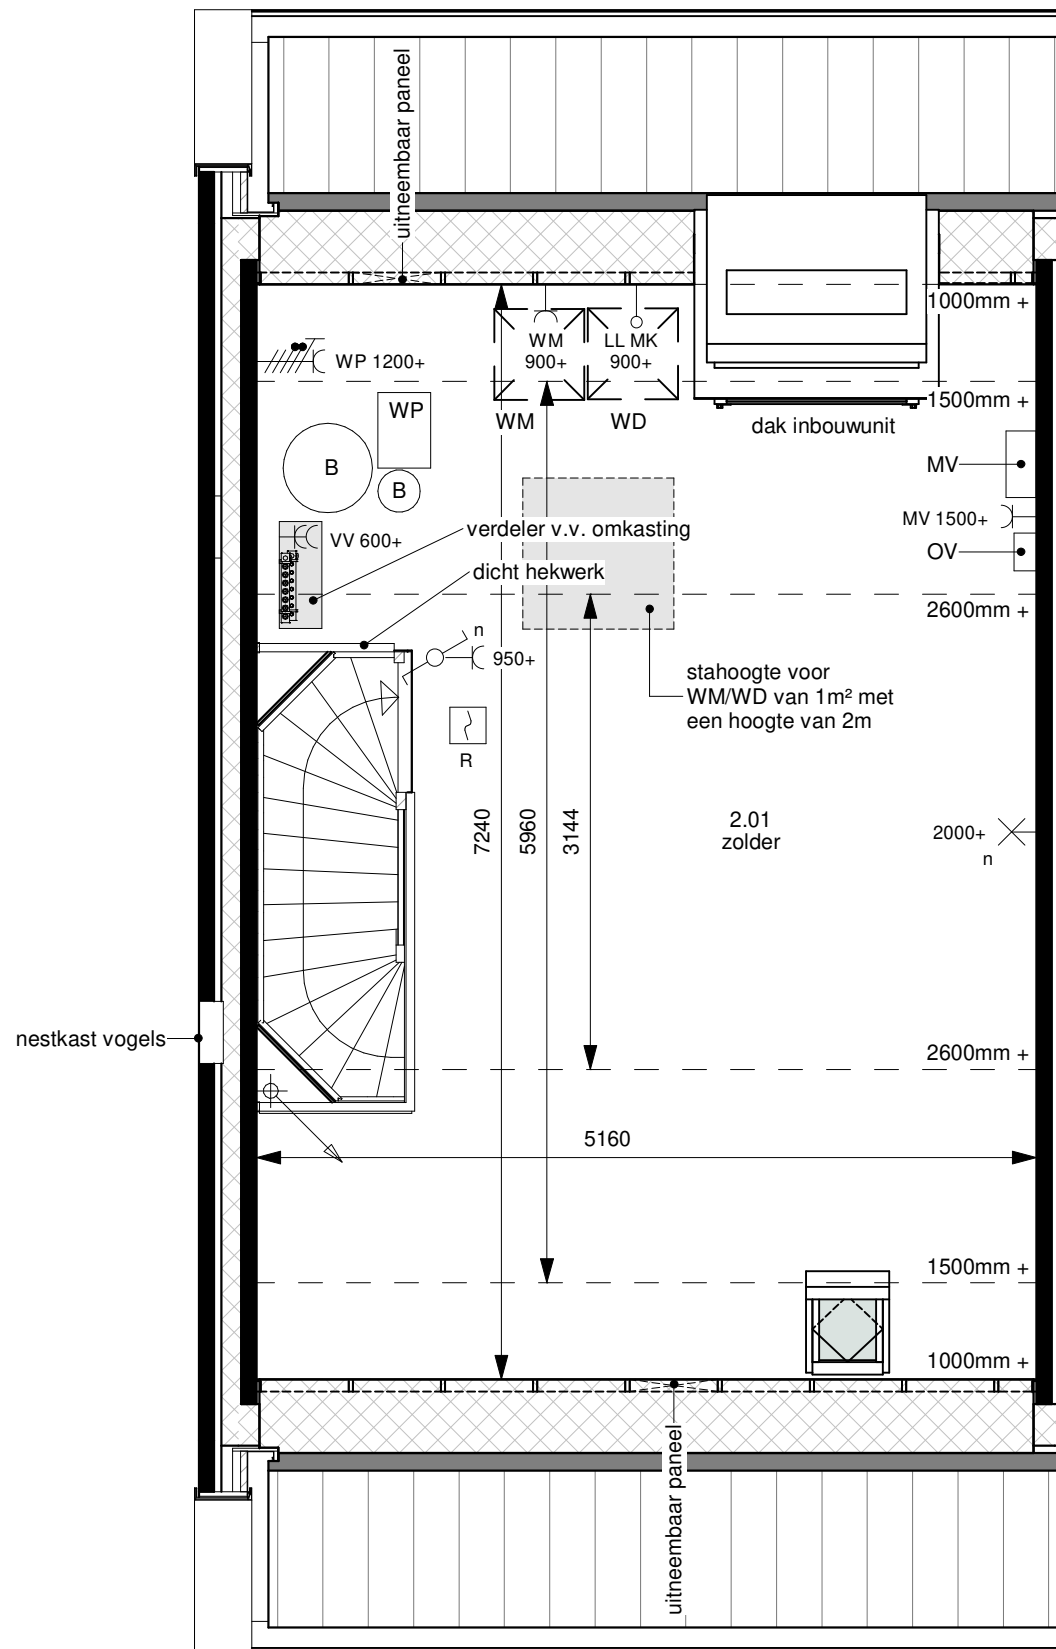 uitneembaar paneel
1000mm +
WM
900+
LL MK
900+
WP 1200+
1500mm +
WP
WM
WD
dak inbouwunit
B
B
MV
MV 1500+
VV 600+
verdeler v.v. omkasting
OV
dicht hekwerk
2600mm +
n
950+
stahoogte voor
WM/WD van 1m² met
een hoogte van 2m
R
7240
5960
3144
2.01
zolder
2000+
n
nestkast vogels
2600mm +
5160
1500mm +
1000mm +
uitneembaar paneel